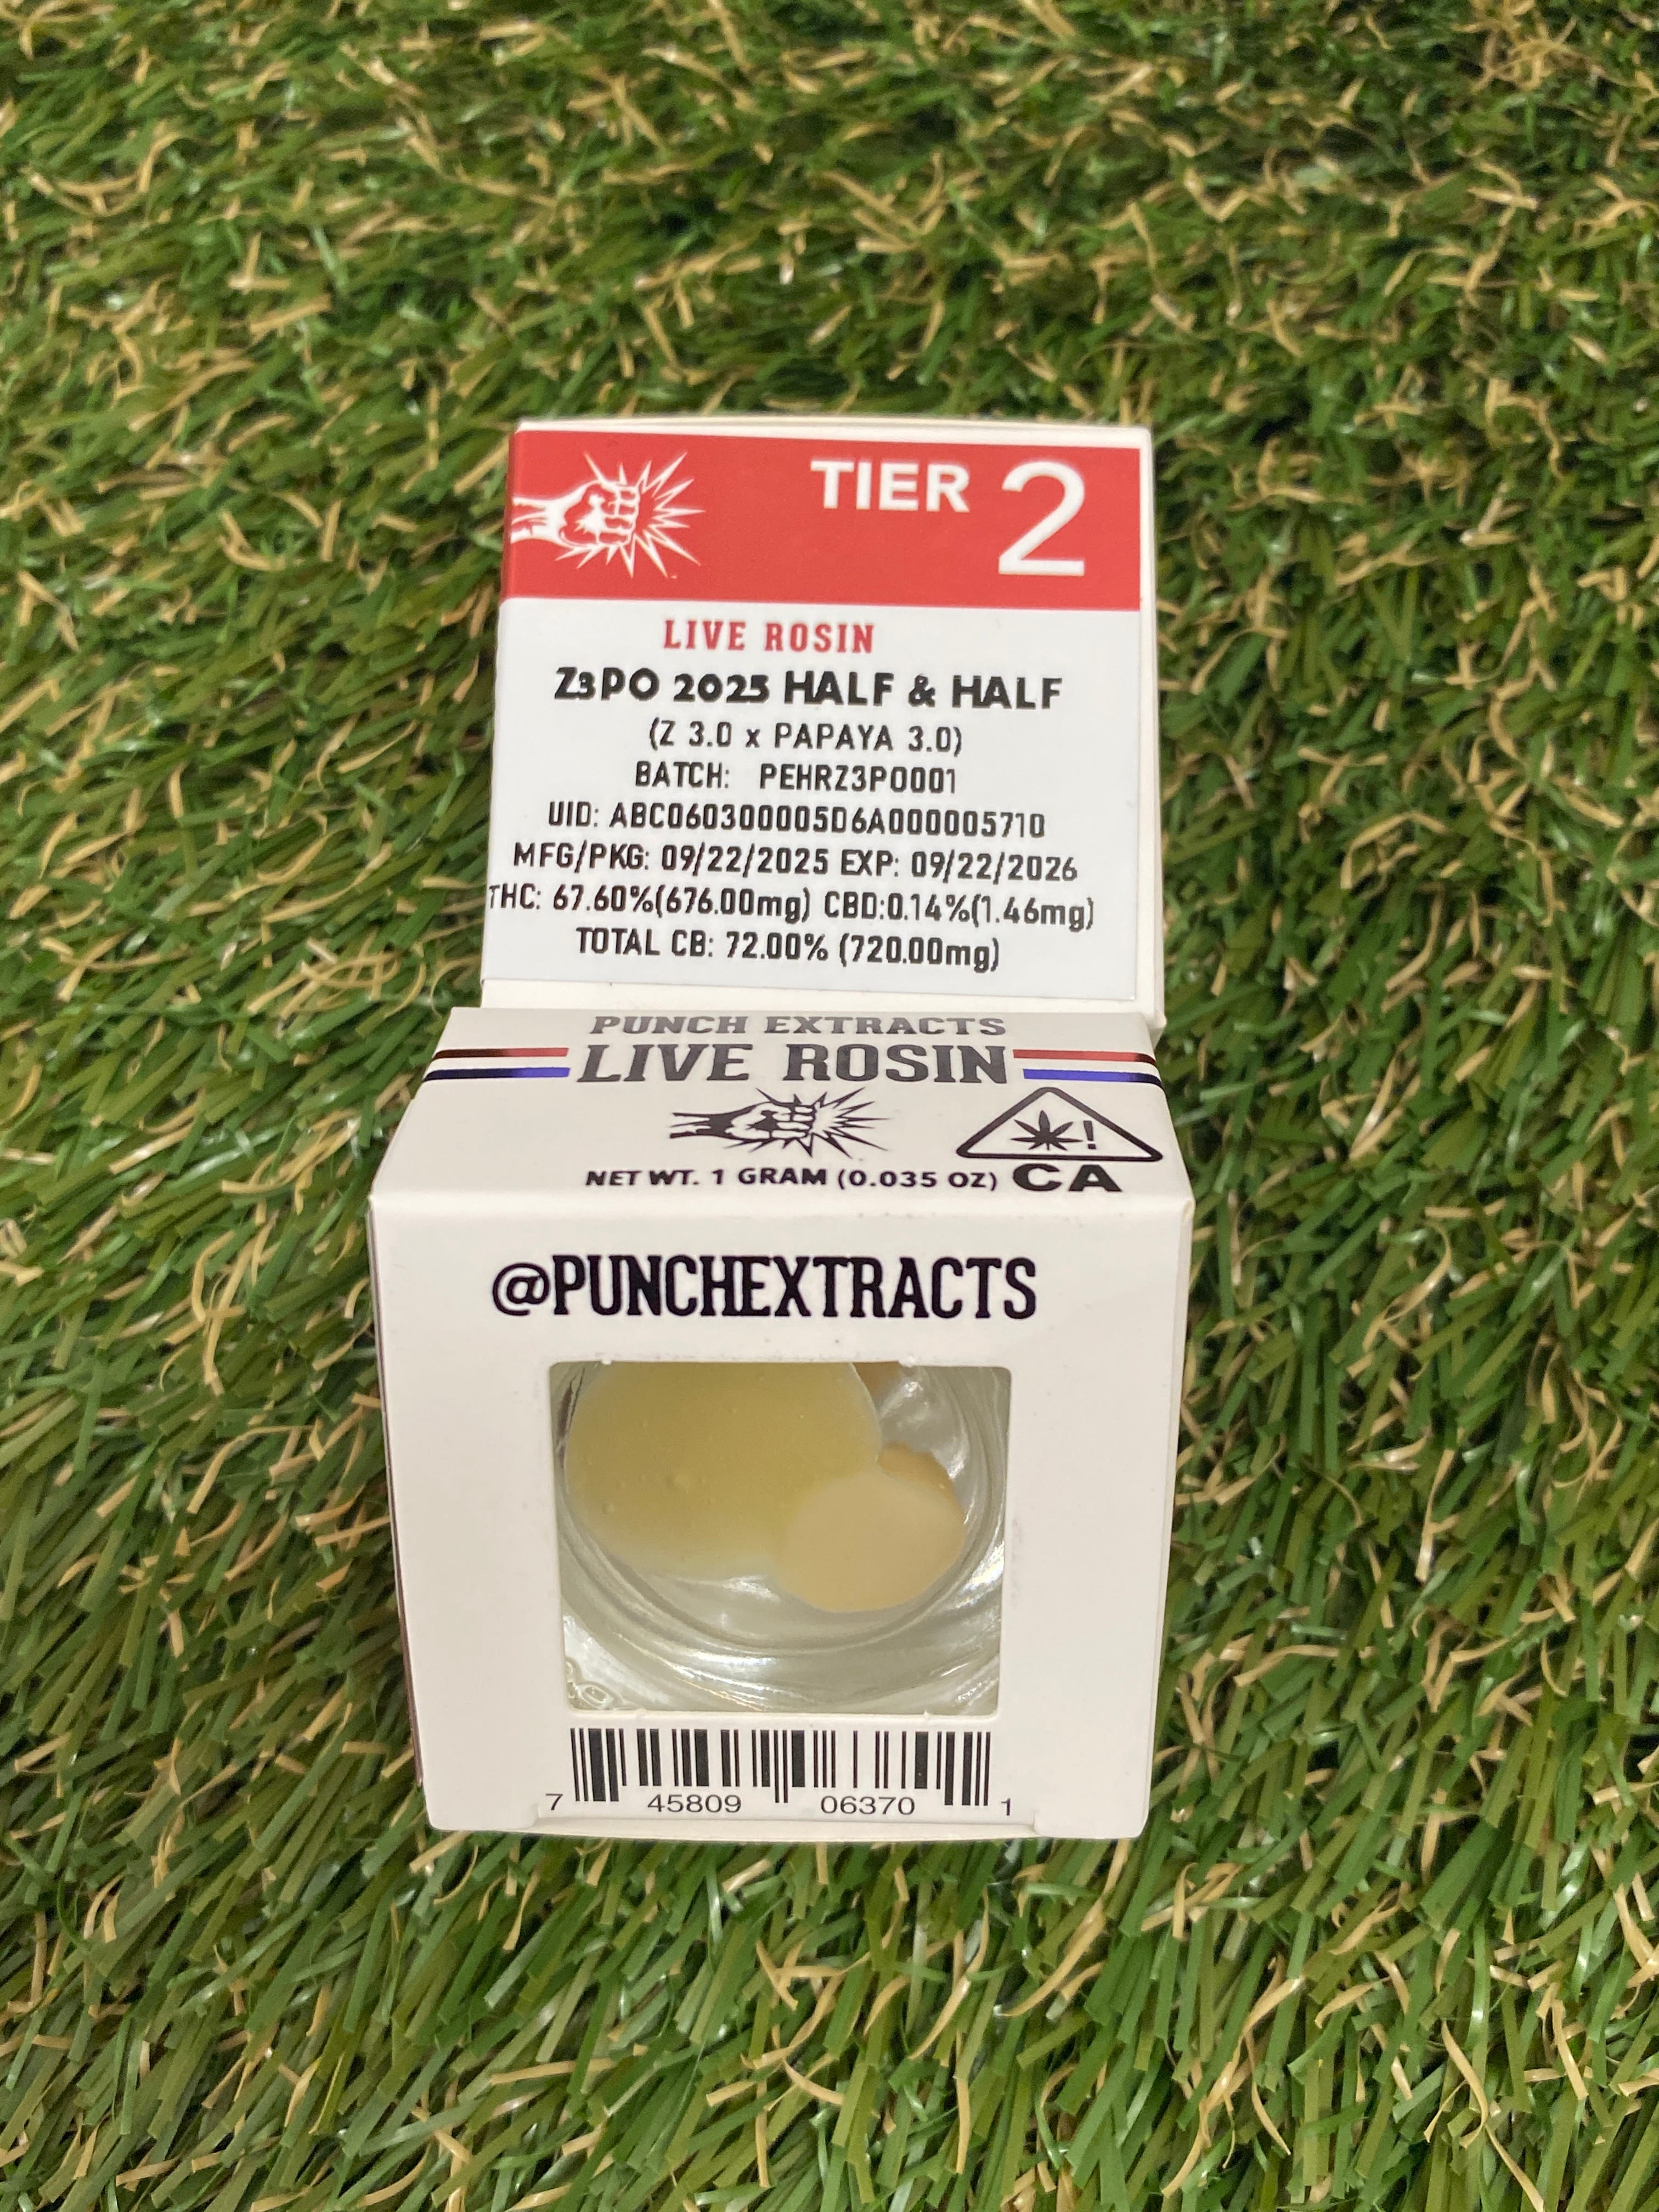 TIER 2
LIVE ROSIN
Z3PO 2025 HALF & HALF
(Z 3.0 x PAPAYA 3.0)
BATCH: PEHRZ3PO001
UID: ABC060300005D6A000005710
MFG/PKG: 09/22/2025 EXP: 09/22/2026
THC: 67.60%(676.00mg) CBD:0.14%(1.46mg)
TOTAL CB: 72.00% (720.00mg)
PUNCH EXTRACTS
LIVE ROSIN
!
NET WT. 1 GRAM (0.035 OZ) CA
@PUNCHEXTRACTS
7 45809 06370 1